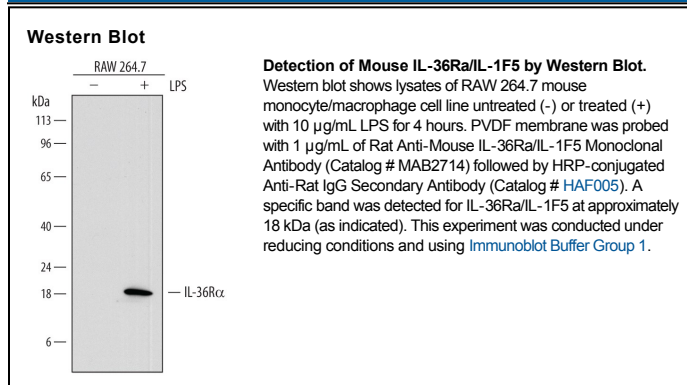 Western Blot
RAW 264.7
− + LPS
kDa
113
96
65
40
24
18
6
IL-36Rα
Detection of Mouse IL-36Ra/IL-1F5 by Western Blot.
Western blot shows lysates of RAW 264.7 mouse
monocyte/macrophage cell line untreated (-) or treated (+)
with 10 µg/mL LPS for 4 hours. PVDF membrane was probed
with 1 µg/mL of Rat Anti-Mouse IL-36Ra/IL-1F5 Monoclonal
Antibody (Catalog # MAB2714) followed by HRP-conjugated
Anti-Rat IgG Secondary Antibody (Catalog # HAF005). A
specific band was detected for IL-36Ra/IL-1F5 at approximately
18 kDa (as indicated). This experiment was conducted under
reducing conditions and using Immunoblot Buffer Group 1.